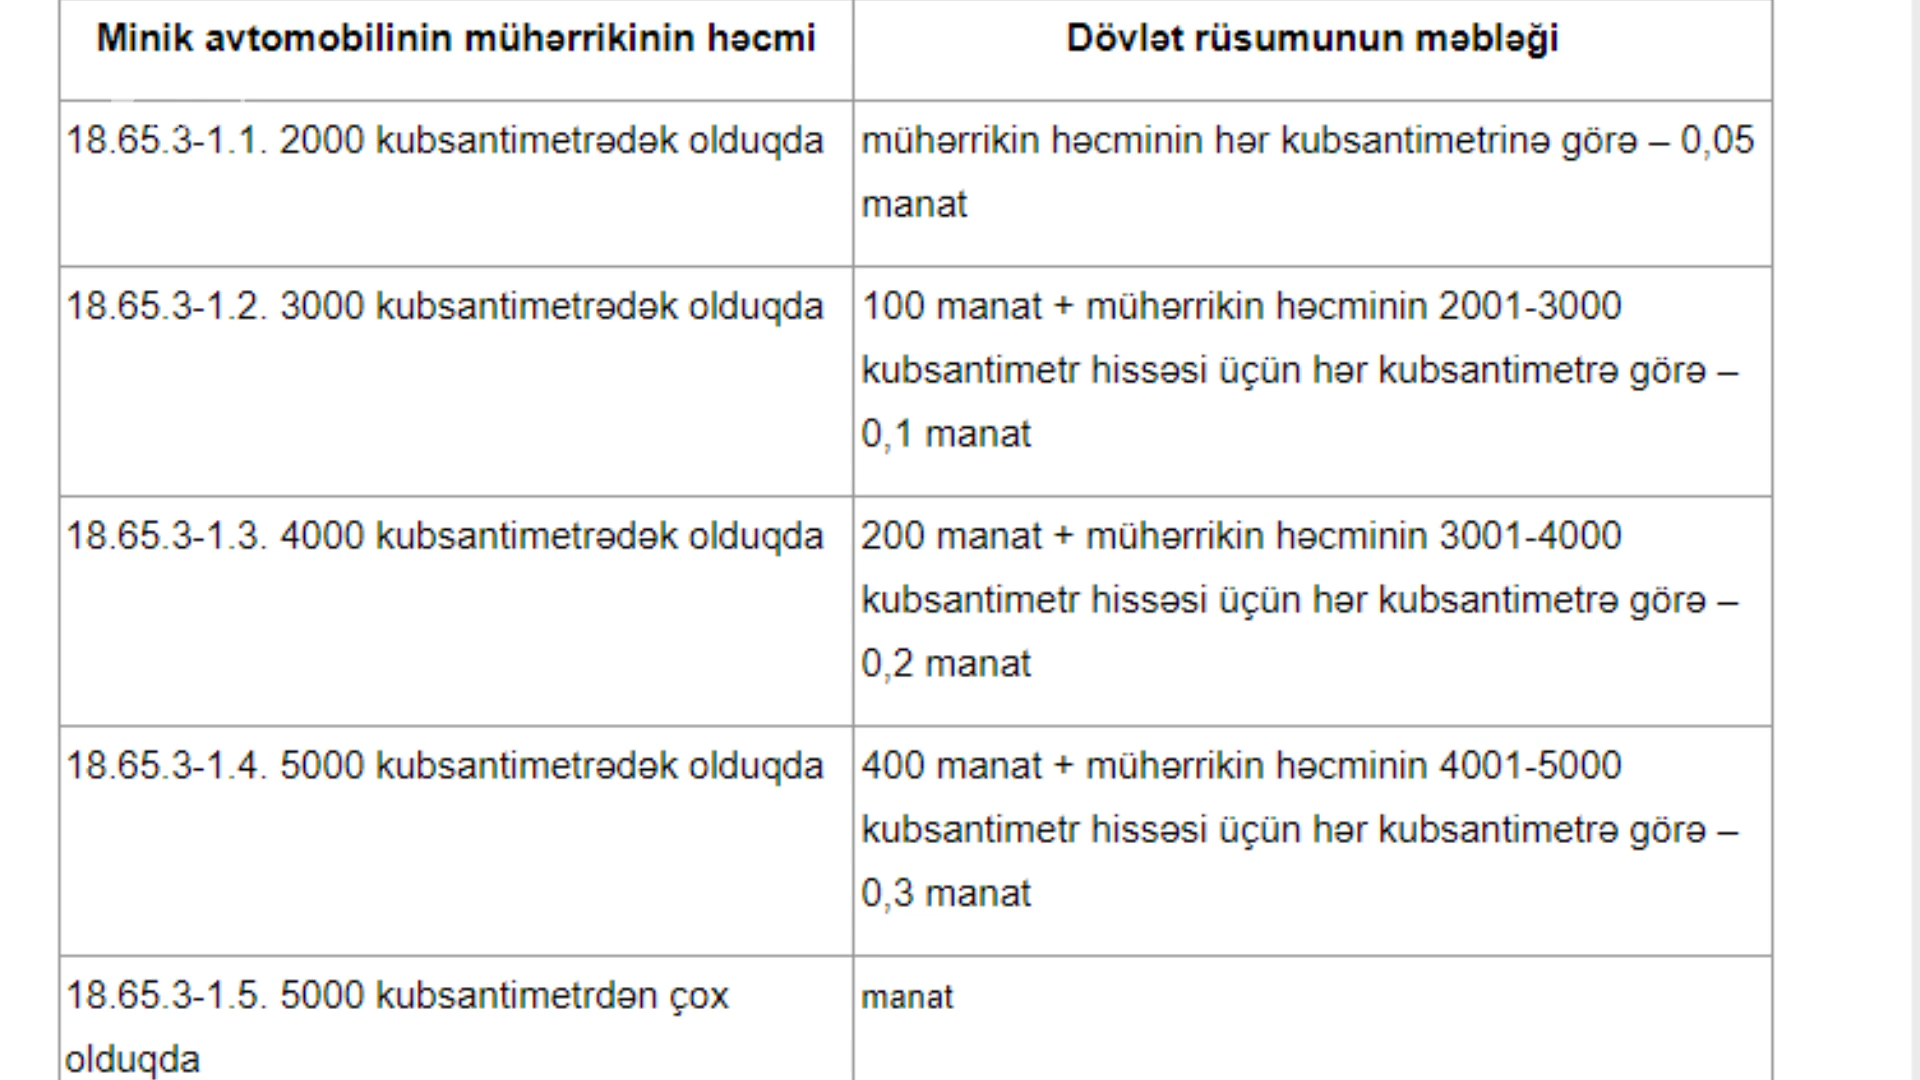 Minik avtomobilinin mühərrikinin həcmi
Dövlət rüsumunun məbləği
18.65.3-1.1. 2000 kubsantimetrədək olduqda
mühərrikin həcminin hər kubsantimetrinə görə – 0,05
manat
18.65.3-1.2. 3000 kubsantimetrədək olduqda
100 manat + mühərrikin həcminin 2001-3000
kubsantimetr hissəsi üçün hər kubsantimetrə görə –
0,1 manat
18.65.3-1.3. 4000 kubsantimetrədək olduqda
200 manat + mühərrikin həcminin 3001-4000
kubsantimetr hissəsi üçün hər kubsantimetrə görə –
0,2 manat
18.65.3-1.4. 5000 kubsantimetrədək olduqda
400 manat + mühərrikin həcminin 4001-5000
kubsantimetr hissəsi üçün hər kubsantimetrə görə –
0,3 manat
18.65.3-1.5. 5000 kubsantimetrdən çox
olduqda
manat